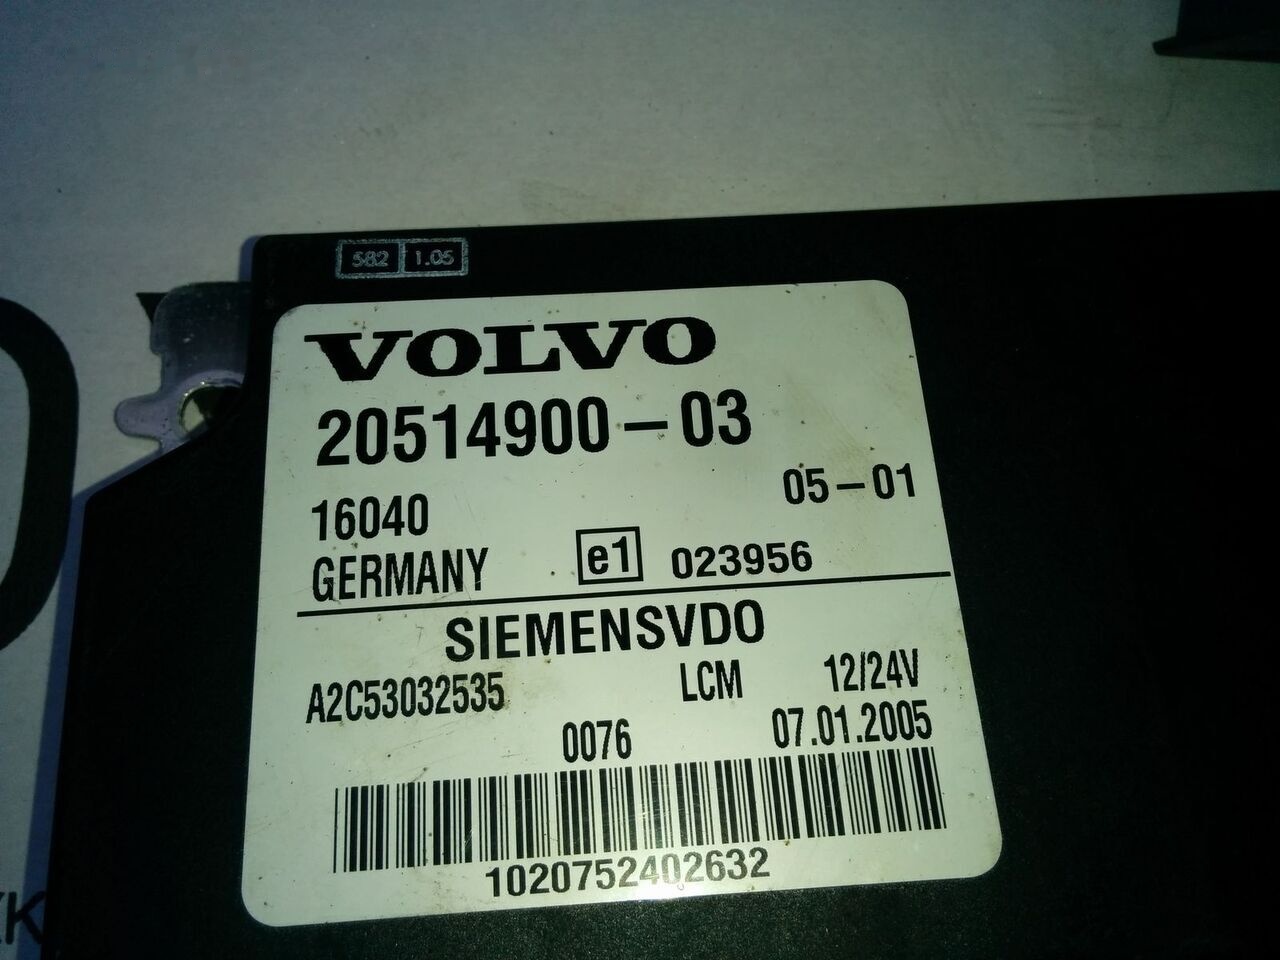 582 1.05
VOLVO
20514900-03
16040 05-01
GERMANY e1 023956
SIEMENSVDO
A2C53032535 LCM 12/24V
0076 07.01.2005
1020752402632